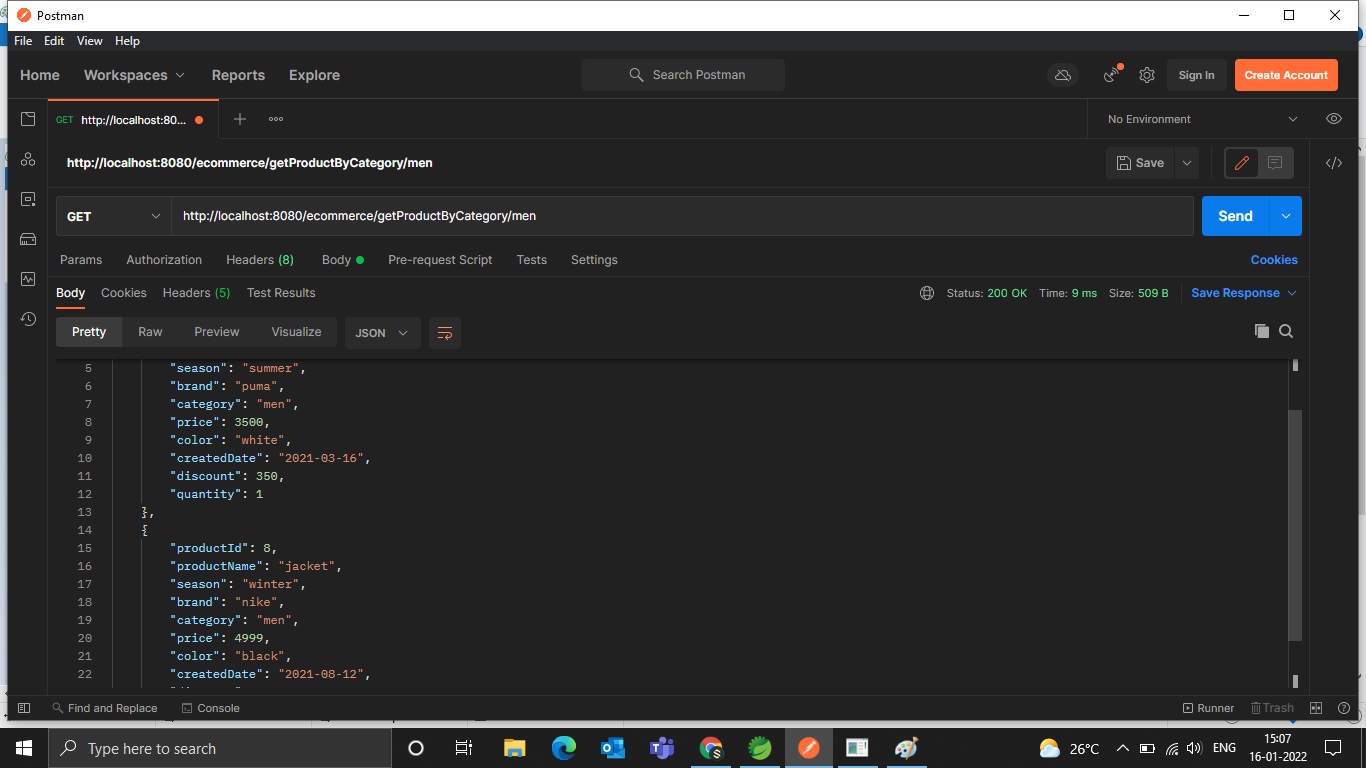 Postman
File Edit View Help
Home Workspaces Reports Explore Search Postman Sign In Create Account
GET http://localhost:80... No Environment
http://localhost:8080/ecommerce/getProductByCategory/men Save
GET http://localhost:8080/ecommerce/getProductByCategory/men Send
Params Authorization Headers (8) Body Pre-request Script Tests Settings Cookies
Body Cookies Headers (5) Test Results Status: 200 OK Time: 9 ms Size: 509 B Save Response
Pretty Raw Preview Visualize JSON
5 "season": "summer",
6 "brand": "puma",
7 "category": "men",
8 "price": 3500,
9 "color": "white",
10 "createdDate": "2021-03-16",
11 "discount": 350,
12 "quantity": 1
13 },
14 {
15 "productId": 8,
16 "productName": "jacket",
17 "season": "winter",
18 "brand": "nike",
19 "category": "men",
20 "price": 4999,
21 "color": "black",
22 "createdDate": "2021-08-12",
Find and Replace Console Runner Trash
Type here to search 26°C ENG 15:07
16-01-2022